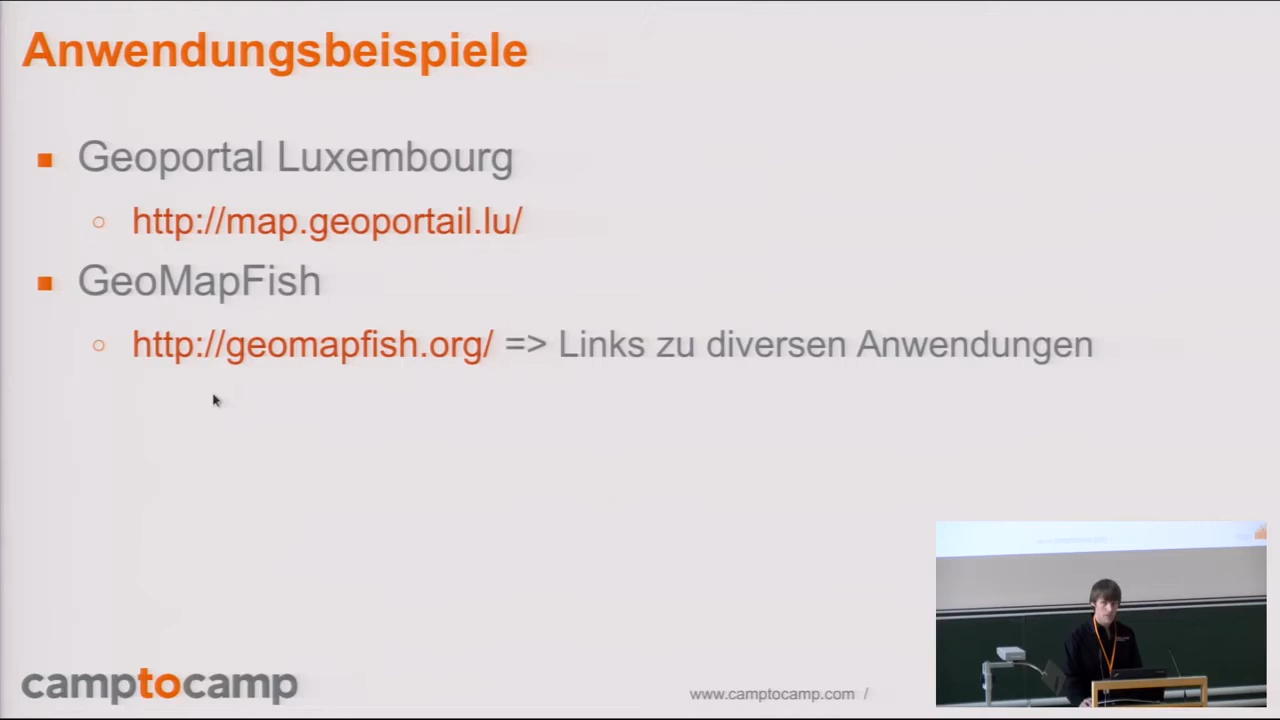 Anwendungsbeispiele
Geoportal Luxembourg
http://map.geoportail.lu/
GeoMapFish
http://geomapfish.org/ => Links zu diversen Anwendungen
camptocamp
www.camptocamp.com /